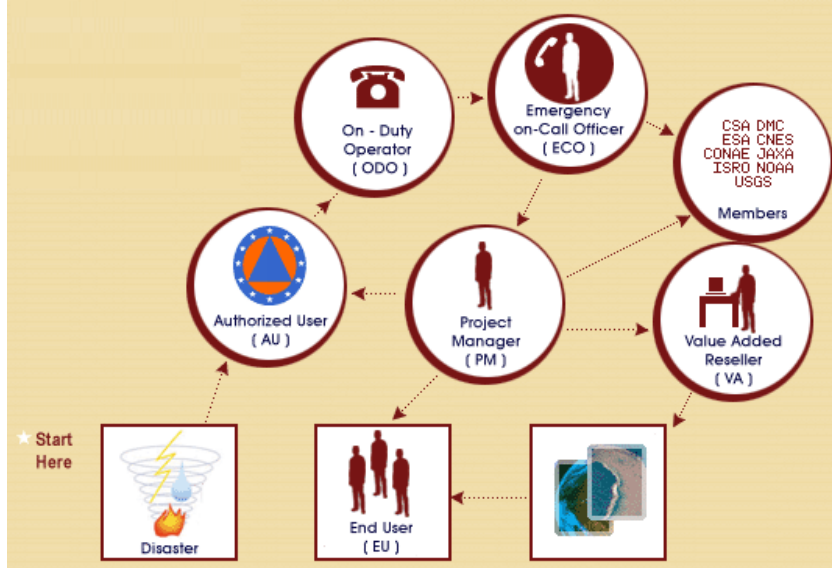 On - Duty
Operator
( ODO )
Emergency
on-Call Officer
( ECO )
CSA DMC
ESA CNES
CONAE JAXA
ISRO NOAA
USGS
Members
Authorized User
( AU )
Project
Manager
( PM )
Value Added
Reseller
( VA )
Start
Here
Disaster
End User
( EU )